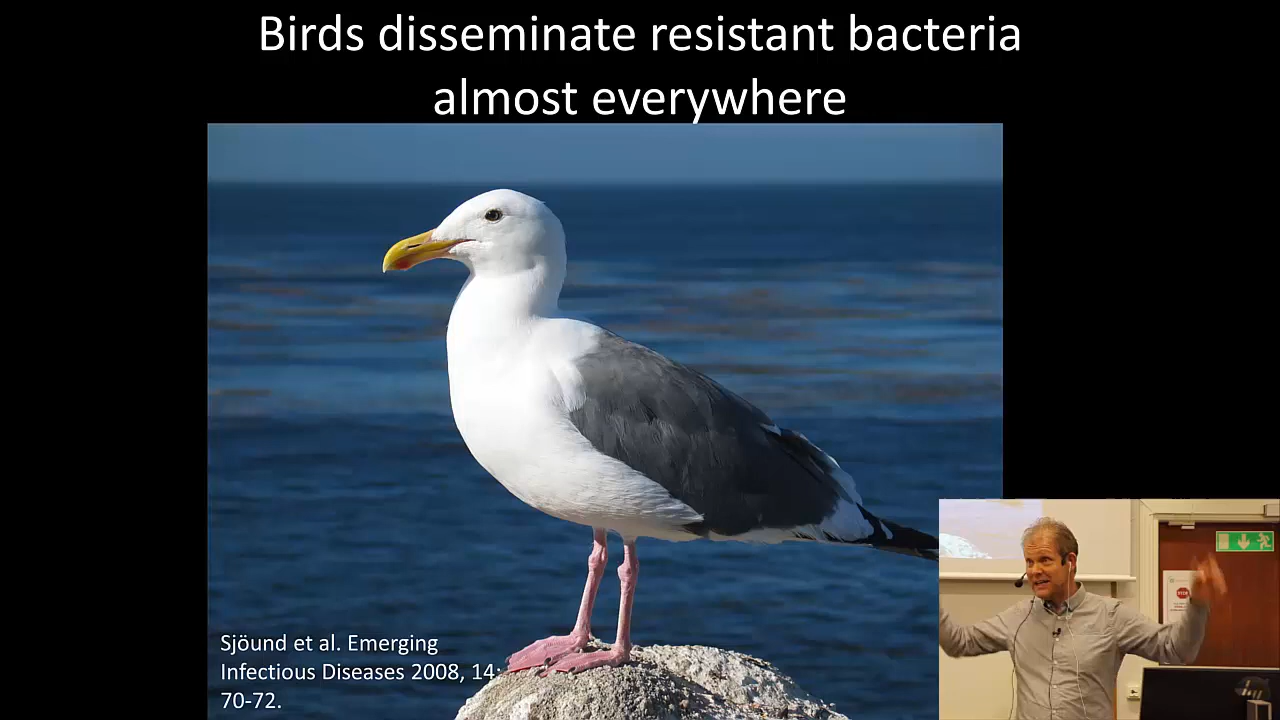 Birds disseminate resistant bacteria
almost everywhere
Sjöund et al. Emerging
Infectious Diseases 2008, 14:
70-72.